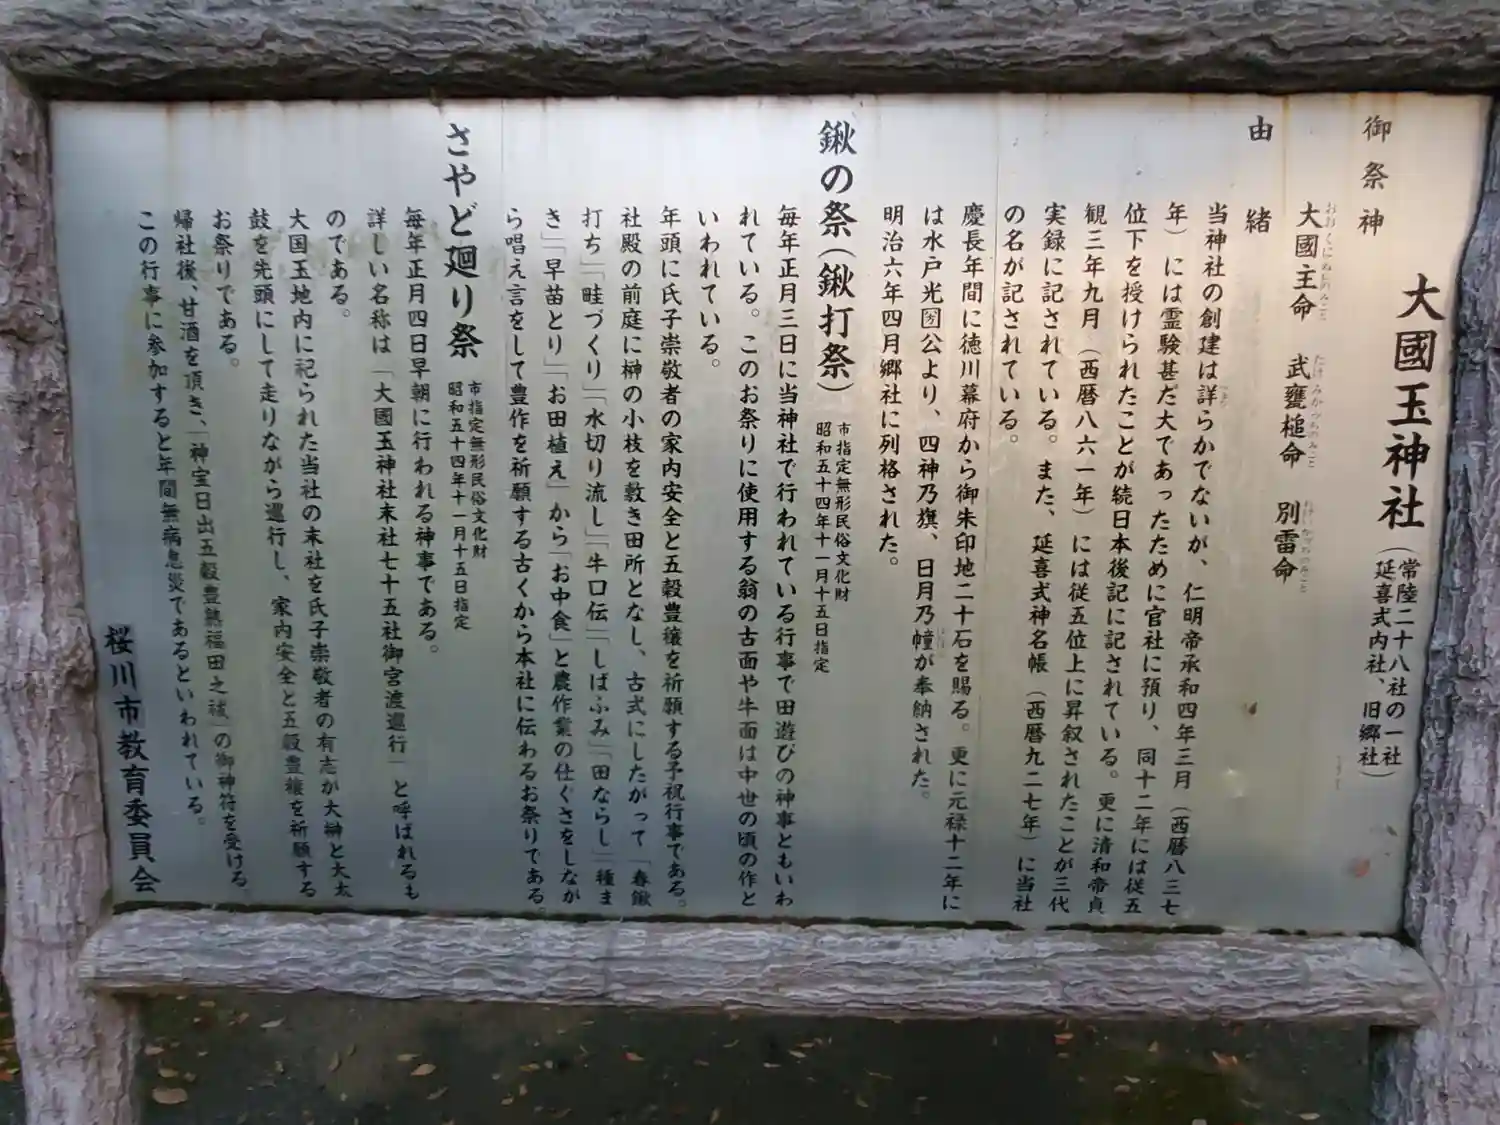 大國玉神社
(常陸二十八社の一社
延喜式内社、旧郷社)
御祭神
大國主命 武甕槌命 別雷命
由緒
当神社の創建は詳らかでないが、仁明帝承和四年三月(西暦八三七
年)には霊験甚だ大であったために官社に預り、同十二年には従五
位下を授けられたことが続日本後記に記されている。更に清和帝貞
観三年九月(西暦八六一年)には従五位上に昇叙されたことが三代
実録に記されている。また、延喜式神名帳(西暦九二七年)に当社
の名が記されている。
慶長年間に徳川幕府から御朱印地二十石を賜る。更に元禄十二年に
は水戸光圀公より、四神乃旗、日月乃幢が奉納された。
明治六年四月郷社に列格された。
鍬の祭(鍬打祭)
市指定無形民俗文化財
昭和五十四年十一月十五日指定
毎年正月三日に当神社で行われている行事で田遊びの神事ともいわ
れている。このお祭りに使用する翁の古面や牛面は中世の頃の作と
いわれている。
年頭に氏子崇敬者の家内安全と五穀豊穣を祈願する予祝行事である。
社殿の前庭に榊の小枝を敷き田所となし、古式にしたがって「春鍬
打ち」「畦づくり」「水切り流し」「牛口伝」「しばふみ」「田ならし」「種ま
き」「早苗とり」「お田植え」から「お中食」と農作業の仕ぐさをしなが
ら唱え言をして豊作を祈願する古くから本社に伝わるお祭りである。
さやど廻り祭
市指定無形民俗文化財
昭和五十四年十一月十五日指定
毎年正月四日早朝に行われる神事である。
詳しい名称は「大國玉神社末社七十五社御宮渡巡行」と呼ばれるも
のである。
大国玉地内に祀られた当社の末社を氏子崇敬者の有志が大榊と大太
鼓を先頭にして走りながら巡行し、家内安全と五穀豊穣を祈願する
お祭りである。
帰社後、甘酒を頂き、「神宝日出五穀豊熟福田之祓」の御神符を受ける。
この行事に参加すると年間無病息災であるといわれている。
桜川市教育委員会